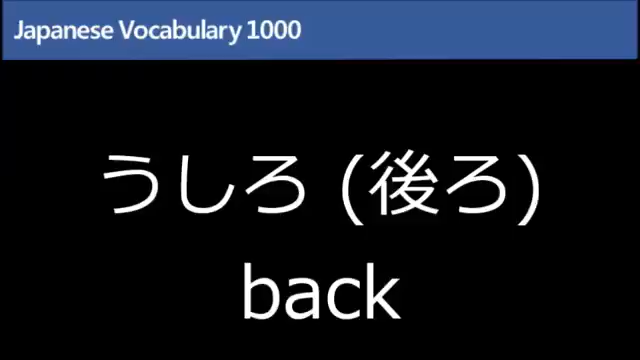 Japanese Vocabulary 1000
うしろ (後ろ)
back